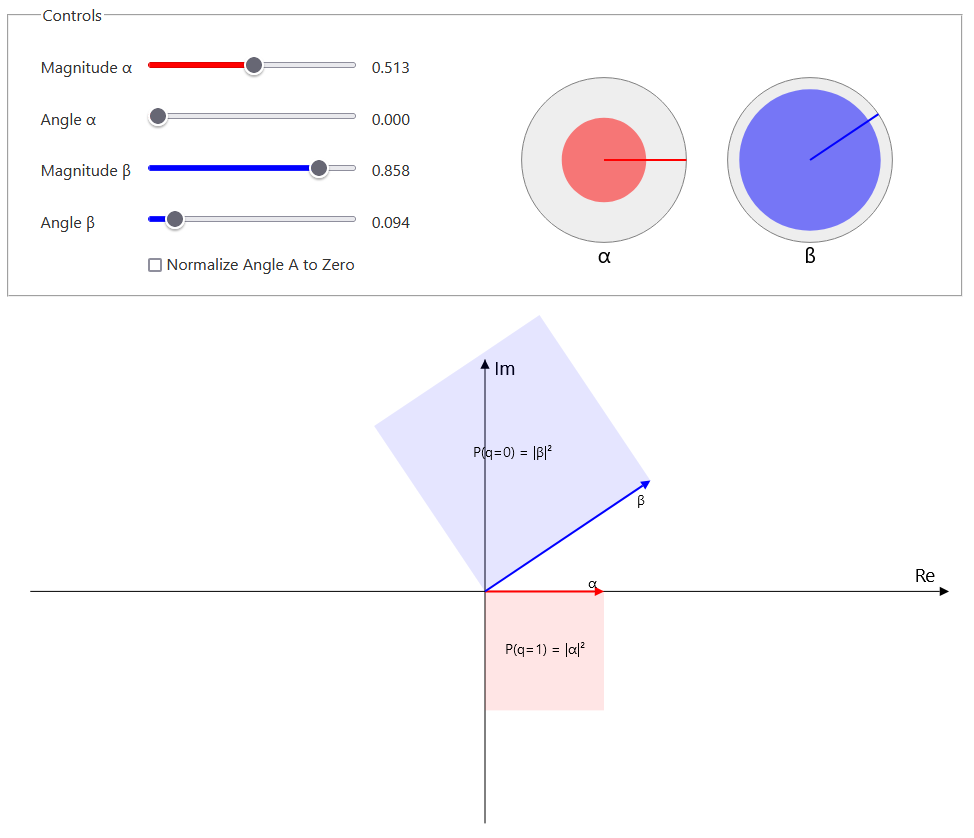 Controls
Magnitude α 0.513
Angle α 0.000
Magnitude β 0.858
Angle β 0.094
Normalize Angle A to Zero
α β
Im
P(q=0) = |β|²
β
Re
α
P(q=1) = |α|²